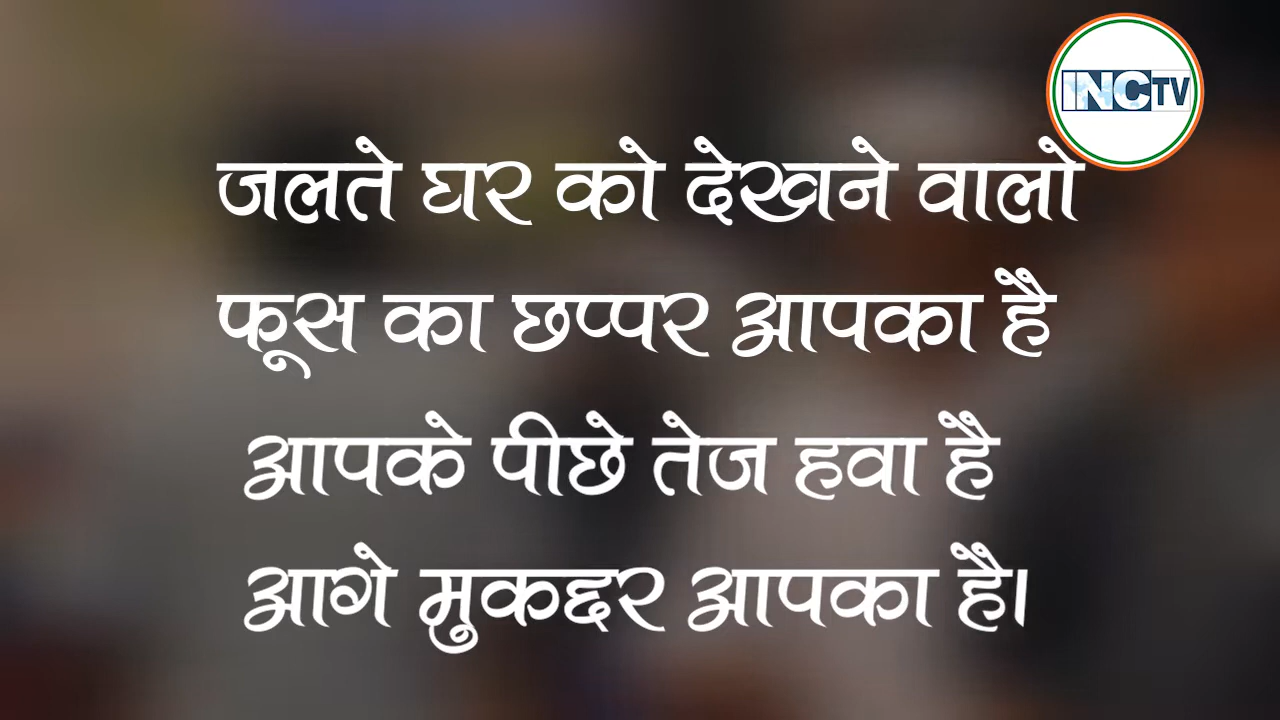 INCTV
जलते घर को देखने वालो
फूस का छप्पर आपका है
आपके पीछे तेज हवा है
आगे मुकद्दर आपका है।